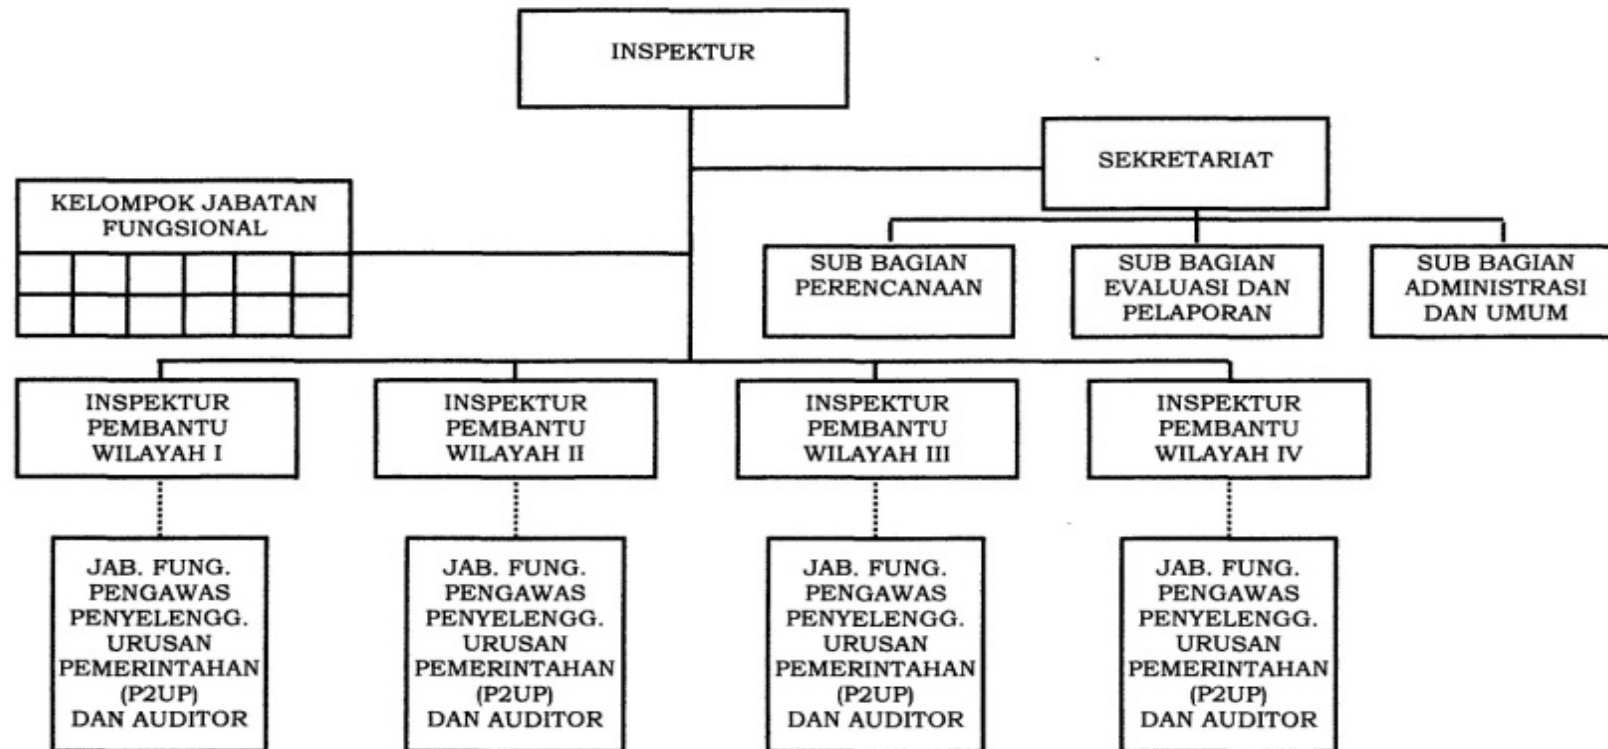 INSPEKTUR
SEKRETARIAT
KELOMPOK JABATAN
FUNGSIONAL
SUB BAGIAN
PERENCANAAN
SUB BAGIAN
EVALUASI DAN
PELAPORAN
SUB BAGIAN
ADMINISTRASI
DAN UMUM
INSPEKTUR
PEMBANTU
WILAYAH I
INSPEKTUR
PEMBANTU
WILAYAH II
INSPEKTUR
PEMBANTU
WILAYAH III
INSPEKTUR
PEMBANTU
WILAYAH IV
JAB. FUNG.
PENGAWAS
PENYELENGG.
URUSAN
PEMERINTAHAN
(P2UP)
DAN AUDITOR
JAB. FUNG.
PENGAWAS
PENYELENGG.
URUSAN
PEMERINTAHAN
(P2UP)
DAN AUDITOR
JAB. FUNG.
PENGAWAS
PENYELENGG.
URUSAN
PEMERINTAHAN
(P2UP)
DAN AUDITOR
JAB. FUNG.
PENGAWAS
PENYELENGG.
URUSAN
PEMERINTAHAN
(P2UP)
DAN AUDITOR